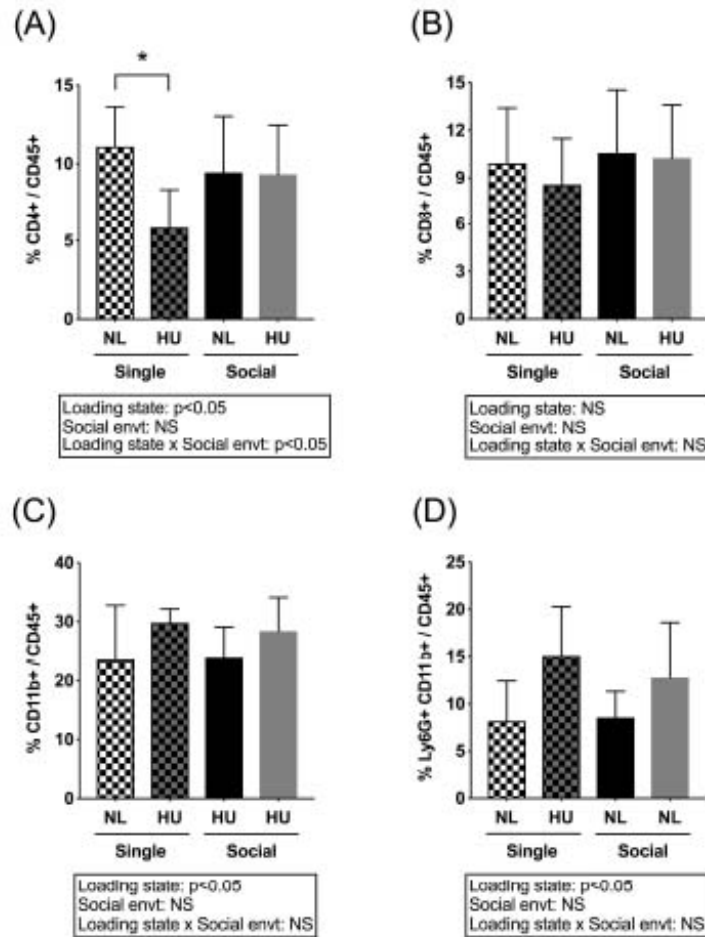 (A)
*
15
10
5
0
% CD4+ / CD45+
NL HU NL HU
Single Social
Loading state: p<0.05
Social envt: NS
Loading state x Social envt: p<0.05
(B)
15
12
9
6
3
0
% CD8+ / CD45+
NL HU NL HU
Single Social
Loading state: NS
Social envt: NS
Loading state x Social envt: NS
(C)
40
30
20
10
0
% CD11b+ / CD45+
NL HU HU HU
Single Social
Loading state: p<0.05
Social envt: NS
Loading state x Social envt: NS
(D)
25
20
15
10
5
0
% Ly6G+ CD11b+ / CD45+
NL HU NL NL
Single Social
Loading state: p<0.05
Social envt: NS
Loading state x Social envt: NS